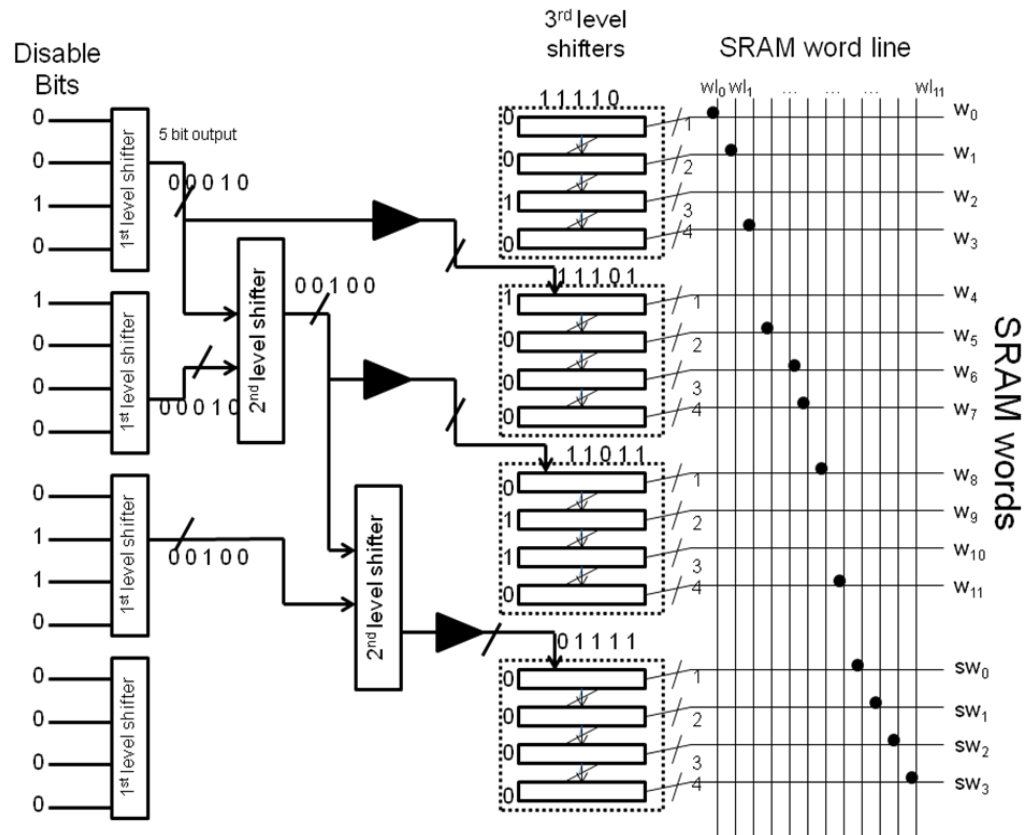 Disable
Bits
0
0
1
0
1st level shifter
5 bit output
0 0 0 1 0
1
0
0
0
1st level shifter
0 0 0 1 0
2nd level shifter
0 0 1 0 0
0
1
1
0
1st level shifter
0 0 1 0 0
2nd level shifter
0
0
0
0
1st level shifter
3rd level
shifters
1 1 1 1 0
0
0
1
0
1
2
3
4
1 1 1 0 1
1
0
0
0
1
2
3
4
1 1 0 1 1
0
1
1
0
1
2
3
4
0 1 1 1 1
0
0
0
0
1
2
3
4
SRAM word line
wl0 wl1 ... ... ... wl11
w0
w1
w2
w3
w4
w5
w6
w7
w8
w9
w10
w11
sw0
sw1
sw2
sw3
SRAM words